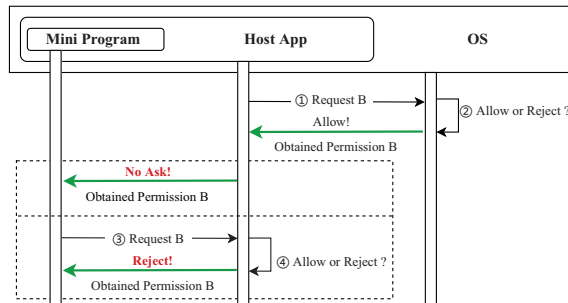 Mini Program
Host App
OS
① Request B
② Allow or Reject ?
Allow!
Obtained Permission B
No Ask!
Obtained Permission B
③ Request B
④ Allow or Reject ?
Reject!
Obtained Permission B